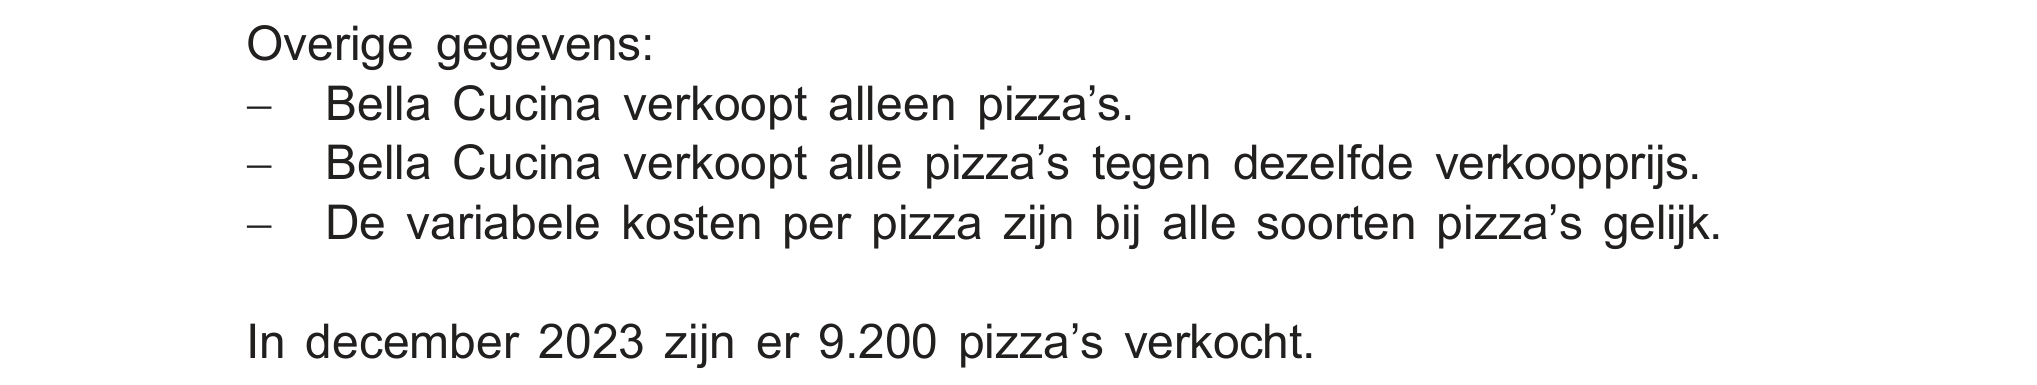 Overige gegevens:
– Bella Cucina verkoopt alleen pizza’s.
– Bella Cucina verkoopt alle pizza’s tegen dezelfde verkoopprijs.
– De variabele kosten per pizza zijn bij alle soorten pizza’s gelijk.
In december 2023 zijn er 9.200 pizza’s verkocht.